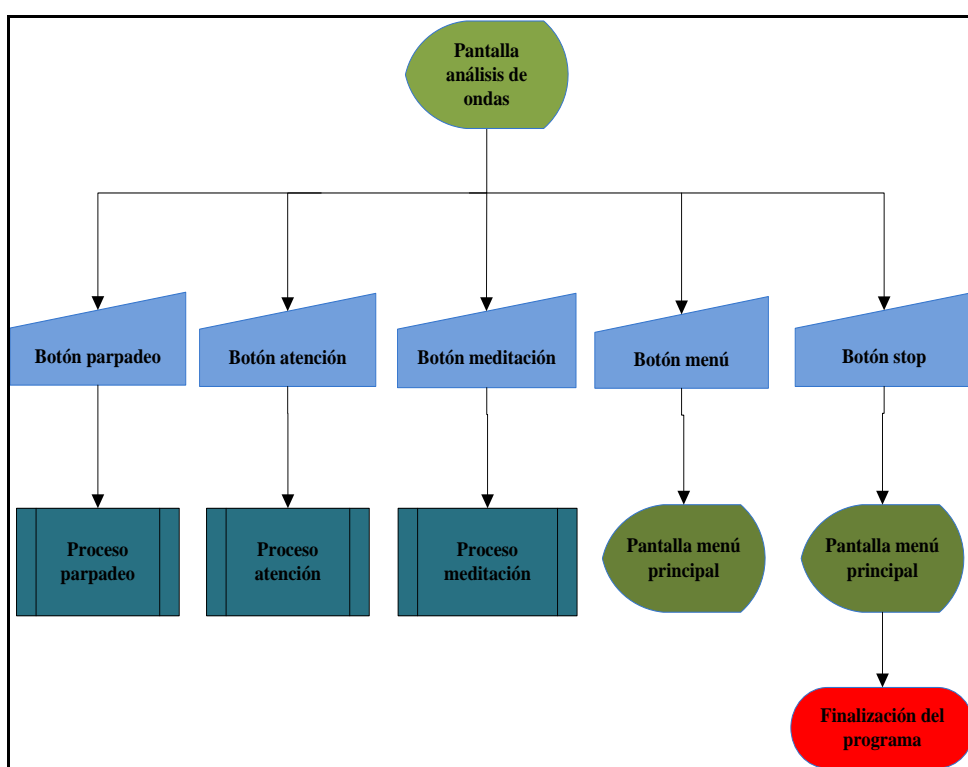 Pantalla
análisis de
ondas
Botón parpadeo
Botón atención
Botón meditación
Botón menú
Botón stop
Proceso
parpadeo
Proceso
atención
Proceso
meditación
Pantalla menú
principal
Pantalla menú
principal
Finalización del
programa